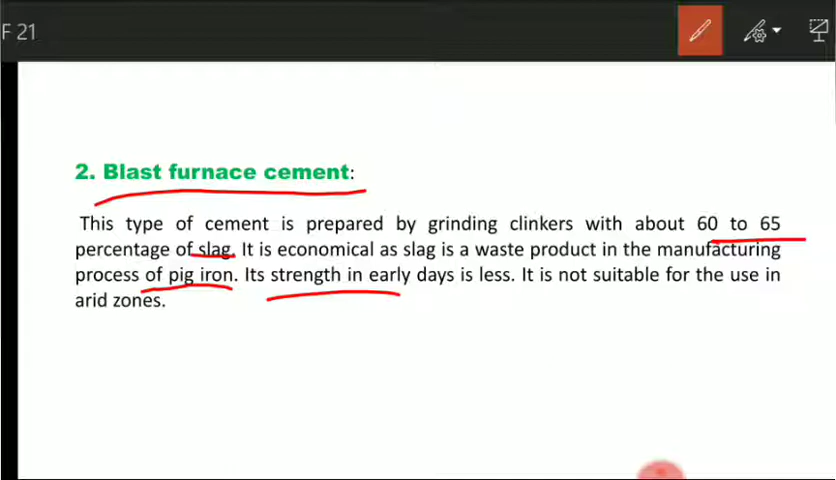 F 21
2. Blast furnace cement:
This type of cement is prepared by grinding clinkers with about 60 to 65
percentage of slag. It is economical as slag is a waste product in the manufacturing
process of pig iron. Its strength in early days is less. It is not suitable for the use in
arid zones.